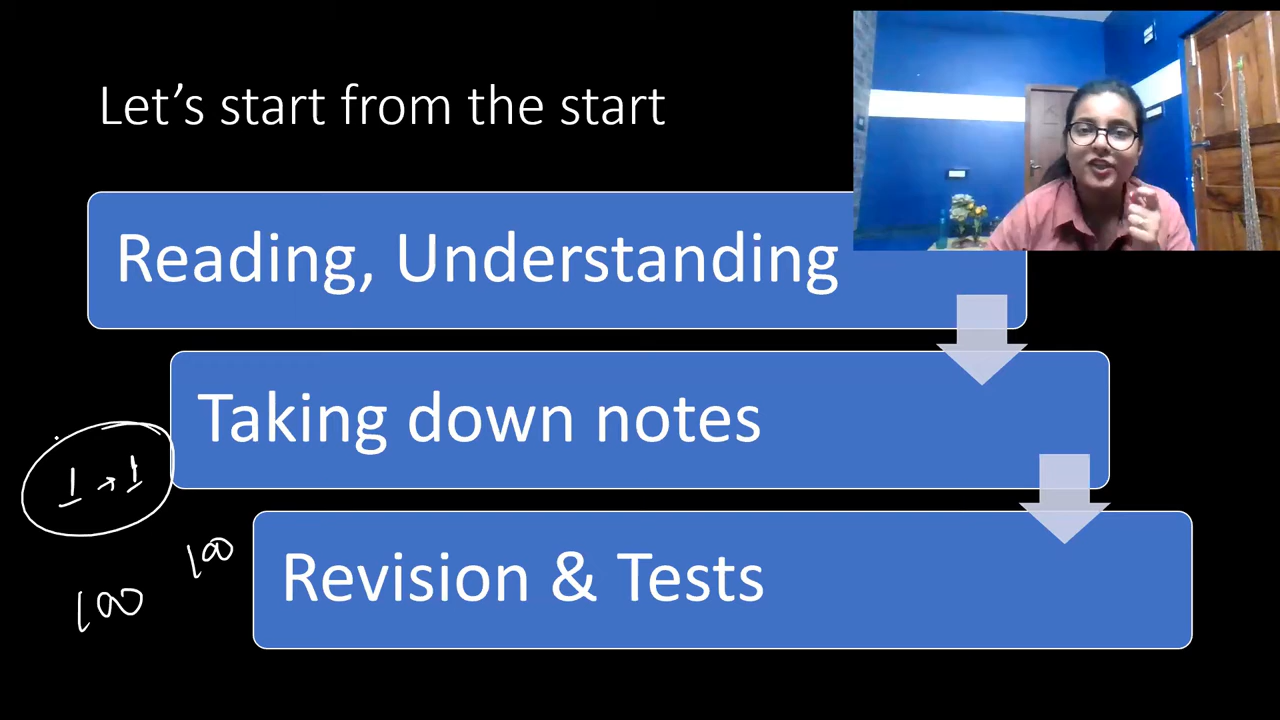 Let's start from the start
Reading, Understanding
Taking down notes
1 → 1
100
Revision & Tests
100